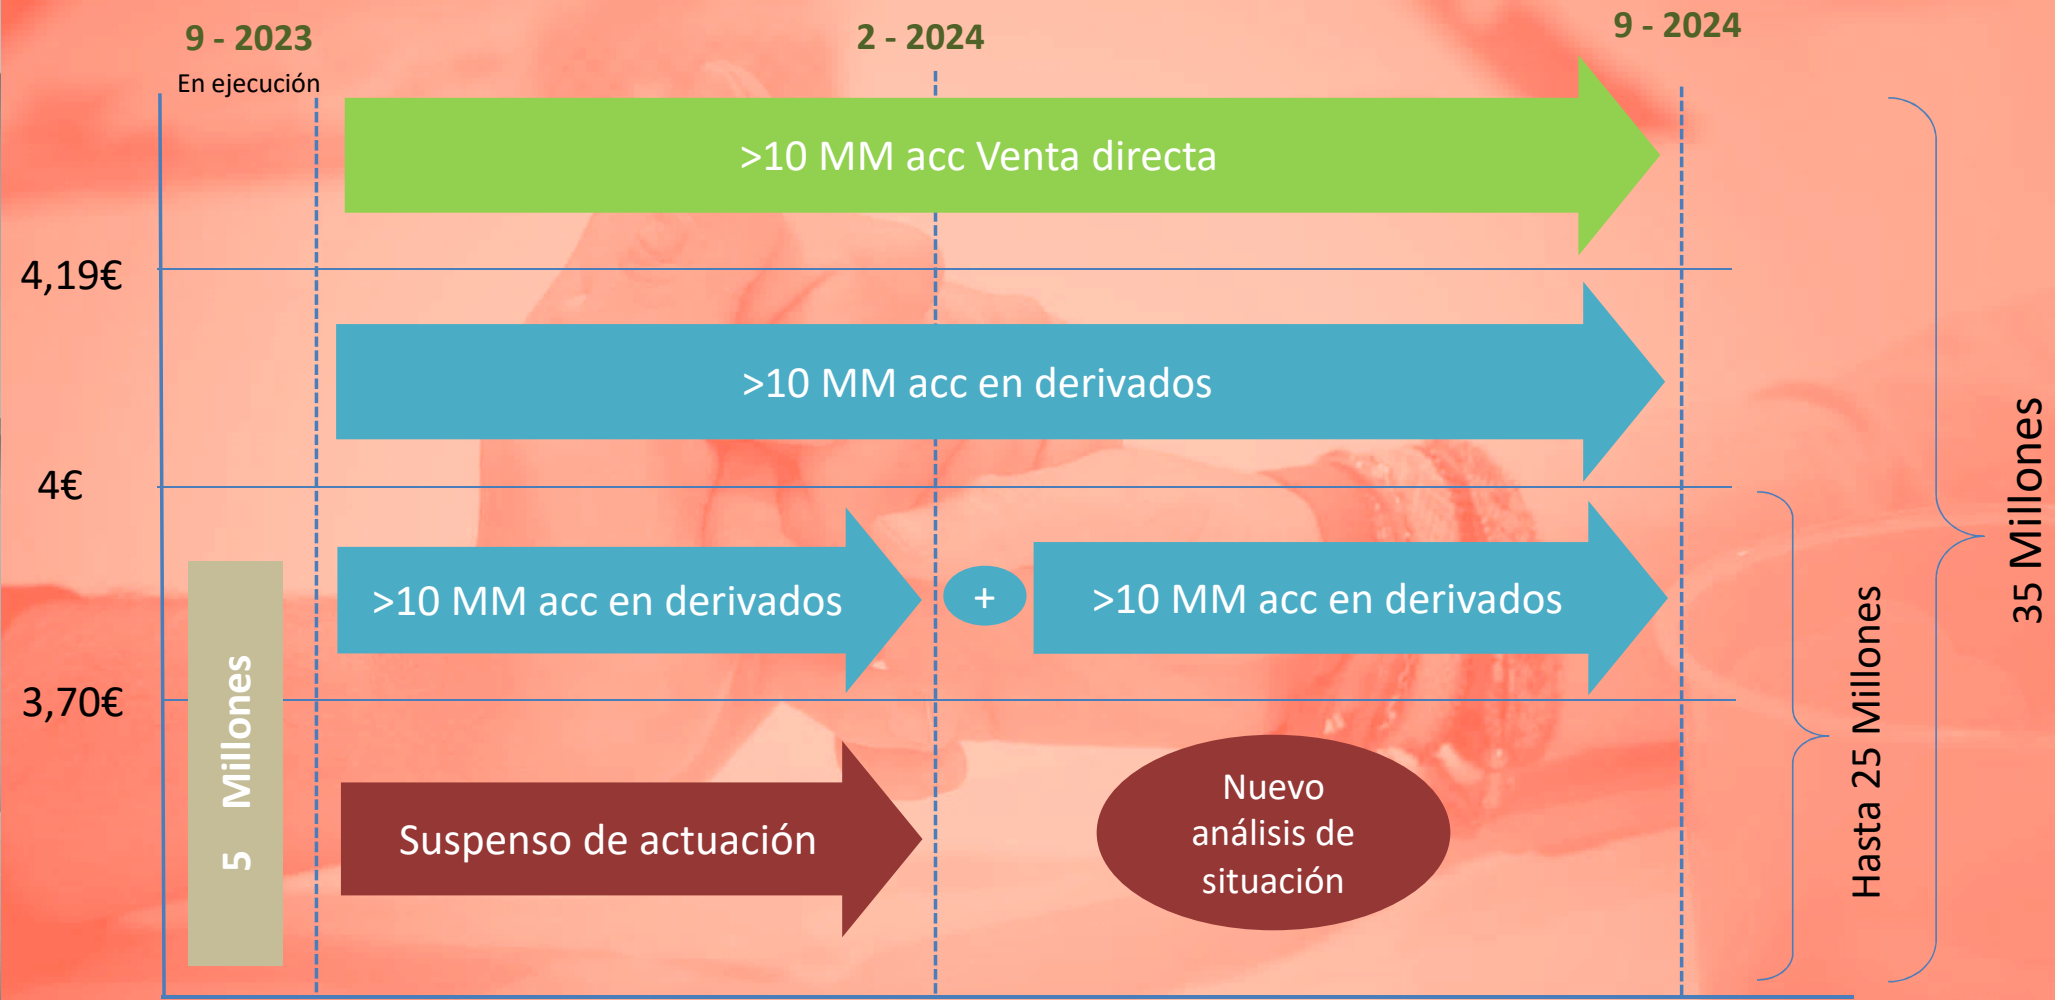 9 - 2023
En ejecución
2 - 2024
9 - 2024
>10 MM acc Venta directa
4,19€
>10 MM acc en derivados
4€
>10 MM acc en derivados
+
>10 MM acc en derivados
3,70€
5 Millones
Suspenso de actuación
Nuevo
análisis de
situación
Hasta 25 Millones
35 Millones